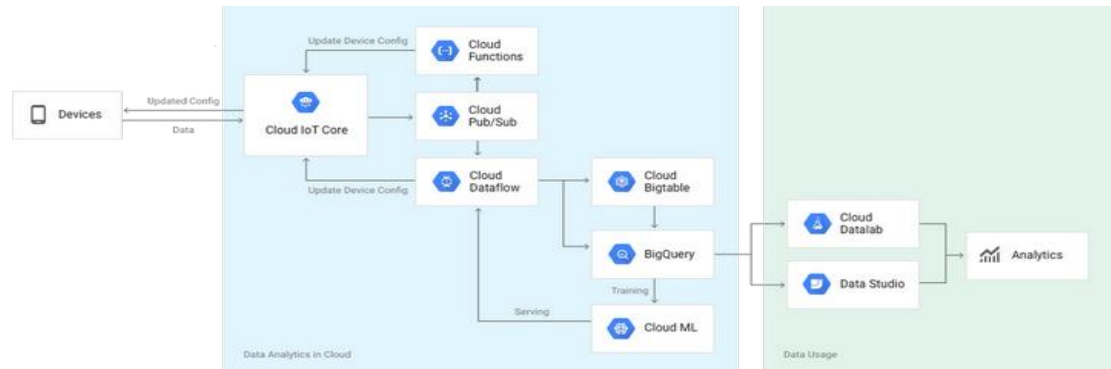 Update Device Config
Cloud
Functions
Updated Config
Devices
Data
Cloud IoT Core
Cloud
Pub/Sub
Update Device Config
Cloud
Dataflow
Cloud
Bigtable
BigQuery
Training
Serving
Cloud ML
Data Analytics in Cloud
Cloud
Datalab
Data Studio
Analytics
Data Usage